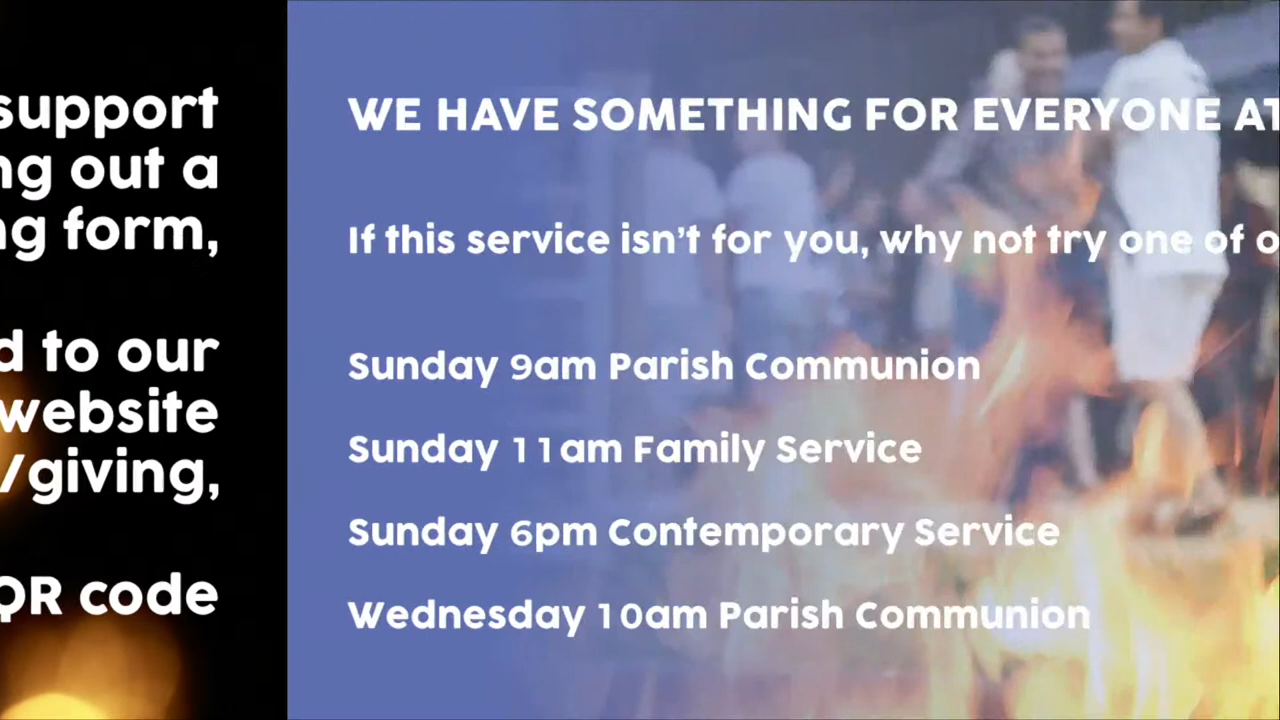 support
ng out a
ng form,
d to our
website
/giving,
QR code
WE HAVE SOMETHING FOR EVERYONE AT
If this service isn't for you, why not try one of o
Sunday 9am Parish Communion
Sunday 11am Family Service
Sunday 6pm Contemporary Service
Wednesday 10am Parish Communion